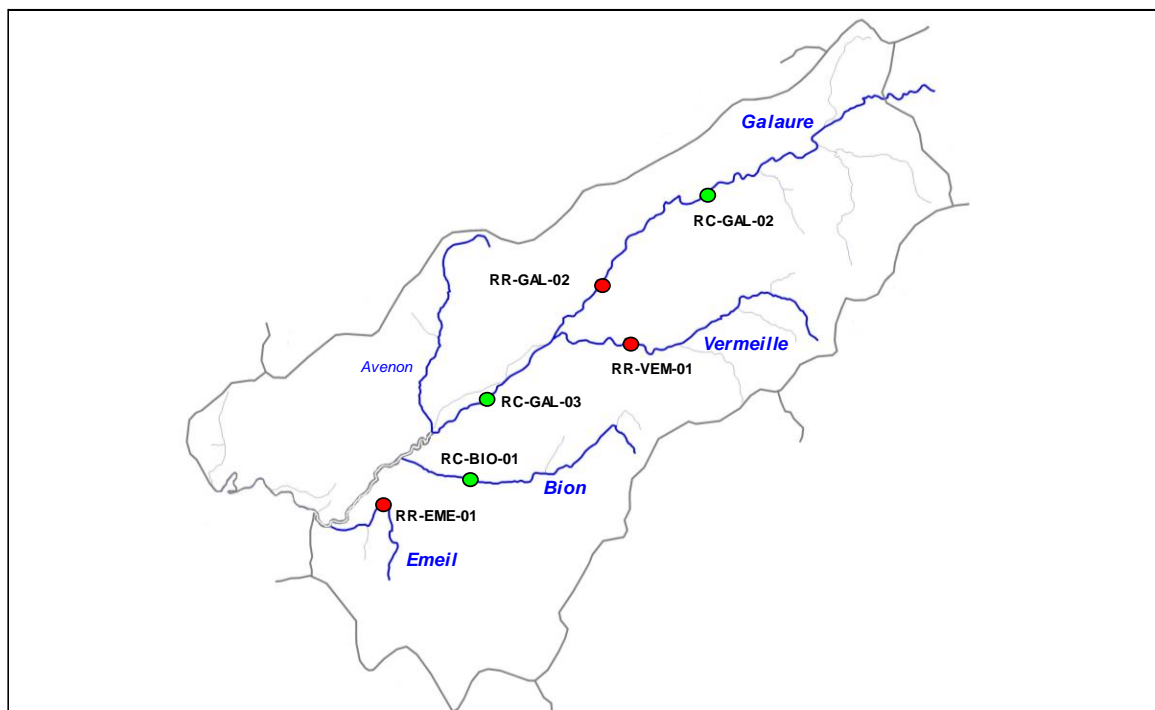 Galaure
RC-GAL-02
RR-GAL-02
Vermeille
Avenon
RR-VEM-01
RC-GAL-03
RC-BIO-01
Bion
RR-EME-01
Emeil